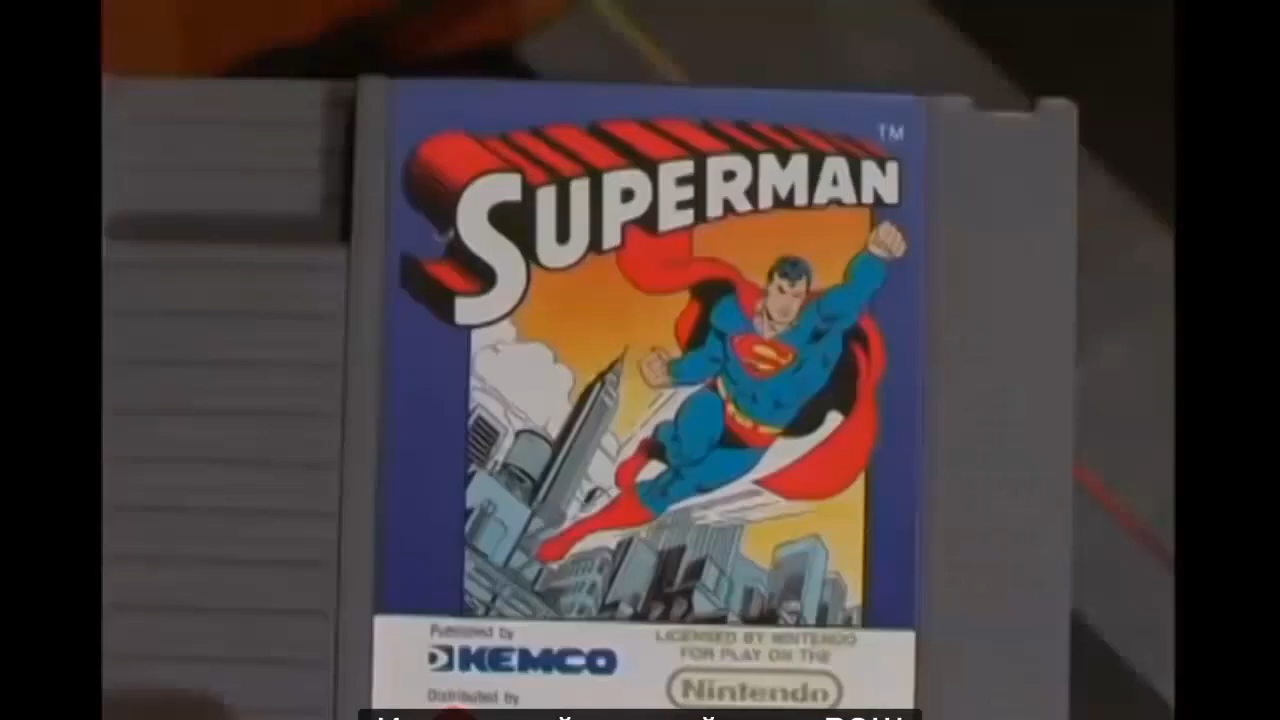 SUPERMAN
TM
Published by
KEMCO
Distributed by
LICENSED BY NINTENDO
FOR PLAY ON THE
Nintendo